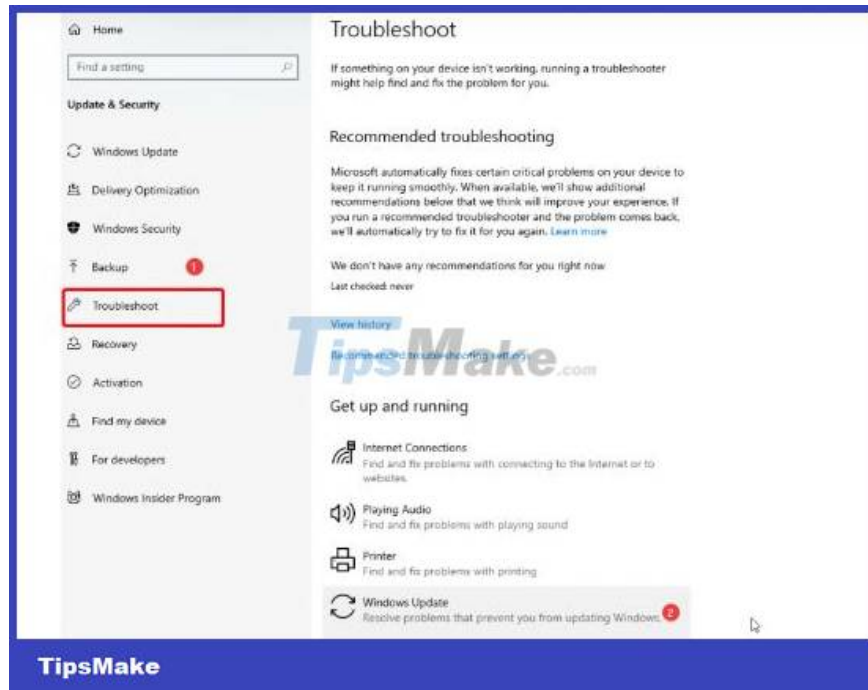 Home
Find a setting
Update & Security
Windows Update
Delivery Optimization
Windows Security
Backup
1
Troubleshoot
Recovery
Activation
Find my device
For developers
Windows Insider Program
Troubleshoot
If something on your device isn't working, running a troubleshooter
might help find and fix the problem for you.
Recommended troubleshooting
Microsoft automatically fixes certain critical problems on your device to
keep it running smoothly. When available, we'll show additional
recommendations below that we think will improve your experience. If
you run a recommended troubleshooter and the problem comes back,
we'll automatically try to fix it for you again. Learn more
We don't have any recommendations for you right now
Last checked: never
View history
Recommended troubleshooting settings
TipsMake.com
Get up and running
Internet Connections
Find and fix problems with connecting to the Internet or to
websites.
Playing Audio
Find and fix problems with playing sound
Printer
Find and fix problems with printing
Windows Update
Resolve problems that prevent you from updating Windows.
2
TipsMake